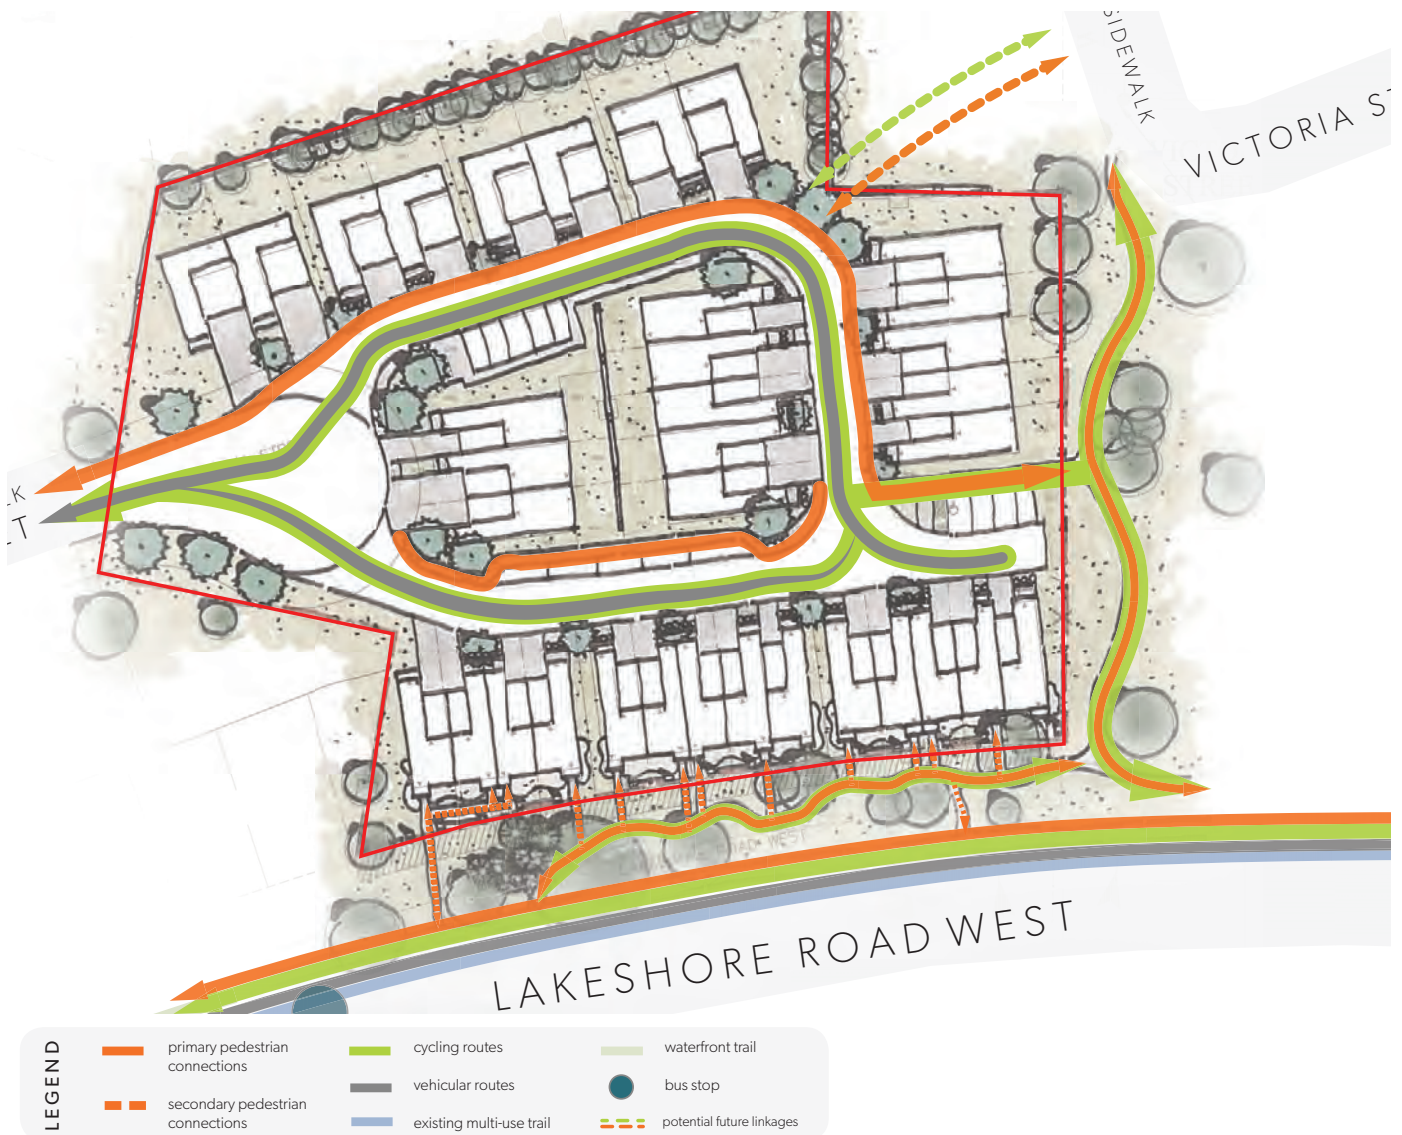 SIDEWALK
VICTORIA ST
K
LT
LAKESHORE ROAD WEST
LEGEND
primary pedestrian
connections
secondary pedestrian
connections
cycling routes
vehicular routes
existing multi-use trail
waterfront trail
bus stop
potential future linkages